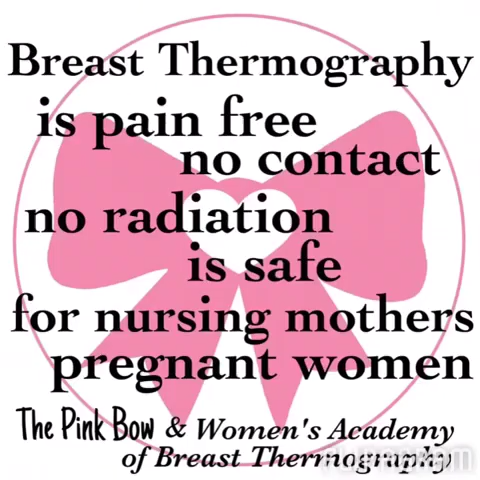 Breast Thermography
is pain free
no contact
no radiation
is safe
for nursing mothers
pregnant women
The Pink Bow & Women's Academy
of Breast Thermography
FLIPAGRAM